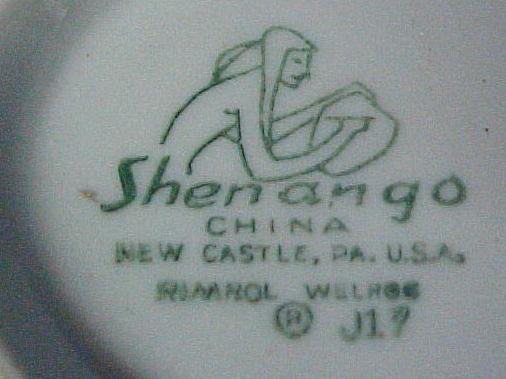 Shenango
CHINA
NEW CASTLE, PA. U.S.A.
RIMROL WELROC
® J17